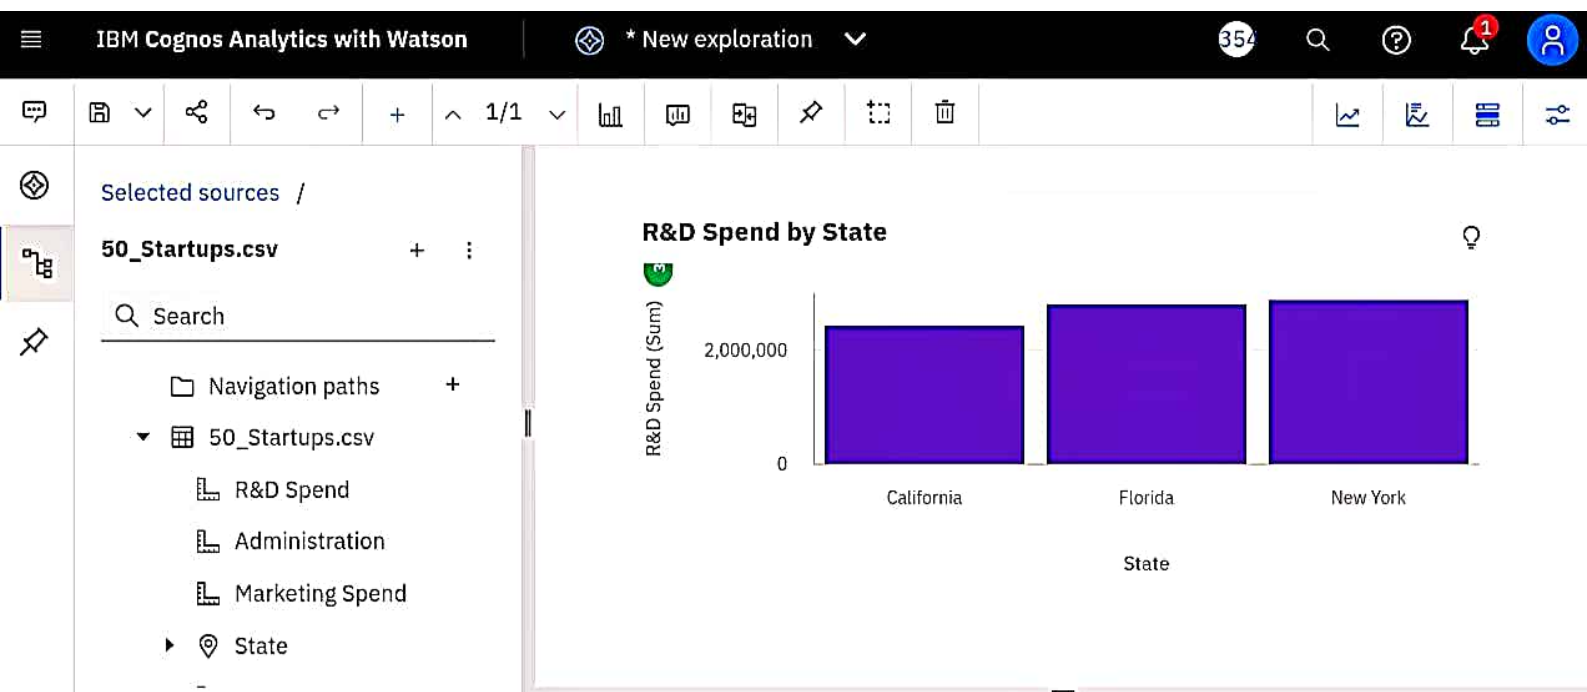 IBM Cognos Analytics with Watson
* New exploration
354
1
1/1
Selected sources /
50_Startups.csv
Search
Navigation paths
50_Startups.csv
R&D Spend
Administration
Marketing Spend
State
R&D Spend by State
3
R&D Spend (Sum)
2,000,000
0
California
Florida
New York
State